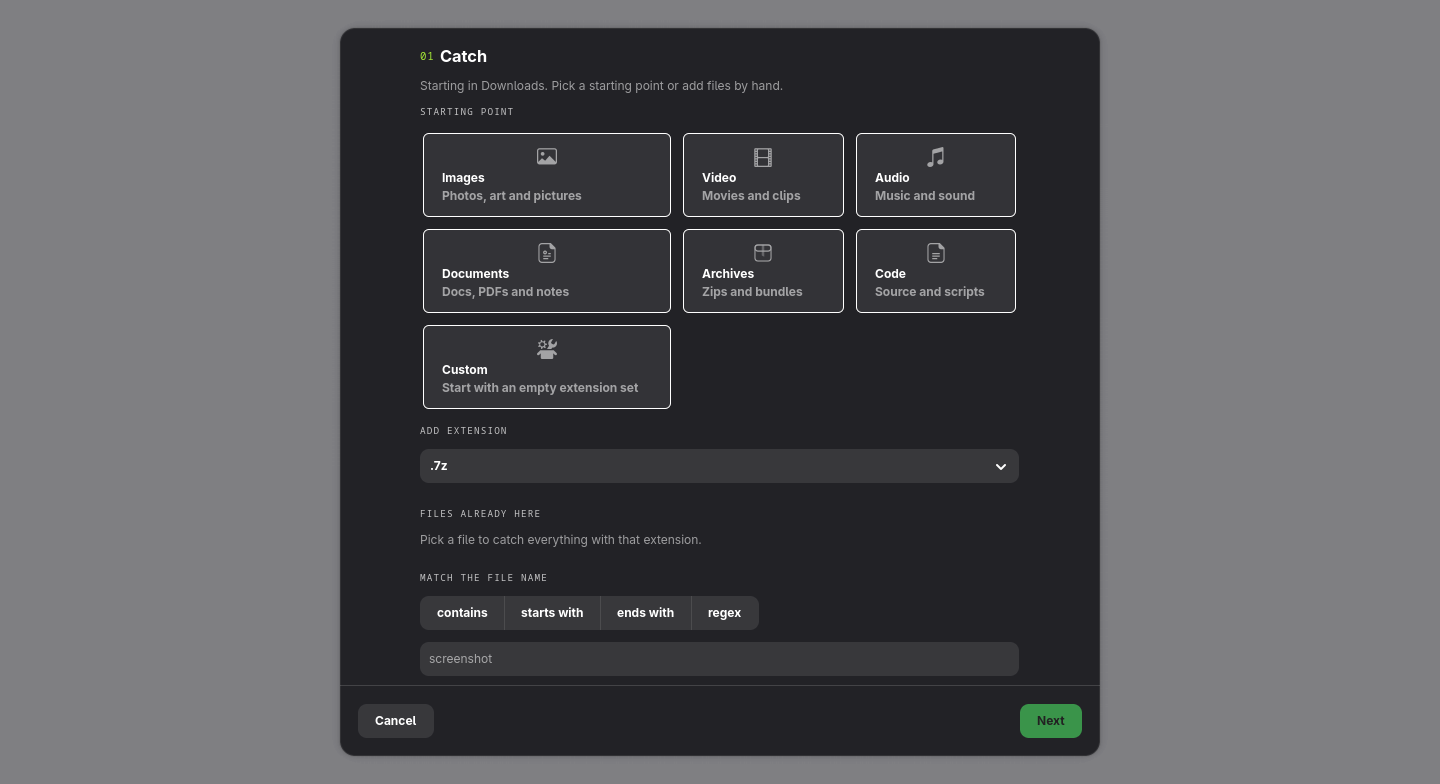 01 Catch
Starting in Downloads. Pick a starting point or add files by hand.
STARTING POINT
Images
Photos, art and pictures
Video
Movies and clips
Audio
Music and sound
Documents
Docs, PDFs and notes
Archives
Zips and bundles
Code
Source and scripts
Custom
Start with an empty extension set
ADD EXTENSION
.7z
FILES ALREADY HERE
Pick a file to catch everything with that extension.
MATCH THE FILE NAME
contains starts with ends with regex
screenshot
Cancel Next